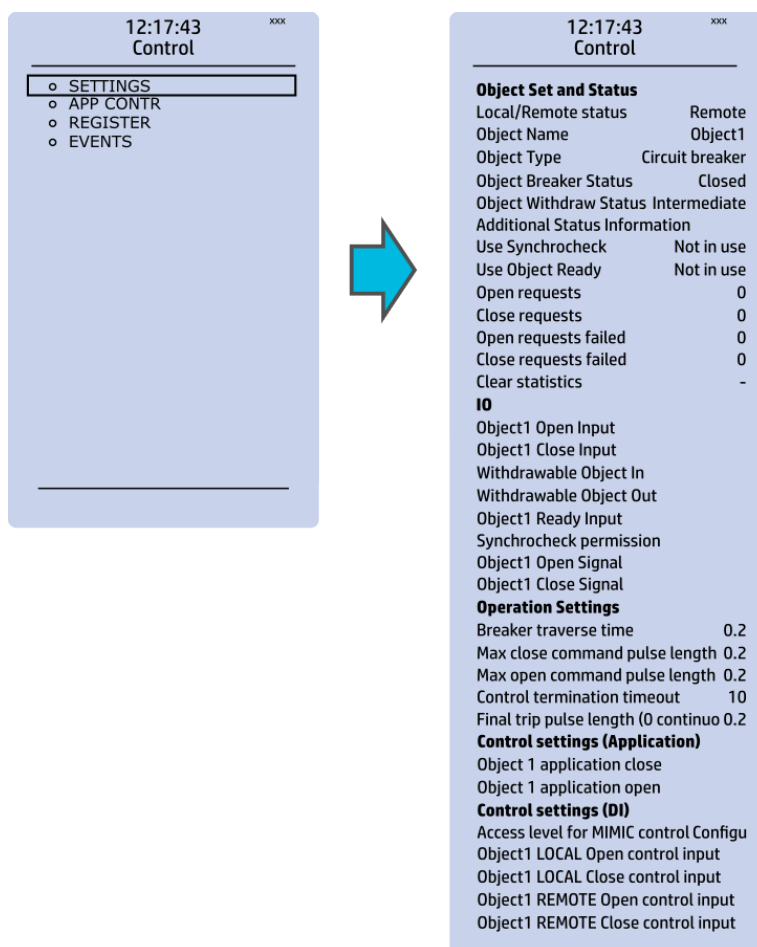 12:17:43 xxx
Control
SETTINGS
APP CONTR
REGISTER
EVENTS
12:17:43 xxx
Control
Object Set and Status
Local/Remote status Remote
Object Name Object1
Object Type Circuit breaker
Object Breaker Status Closed
Object Withdraw Status Intermediate
Additional Status Information
Use Synchrocheck Not in use
Use Object Ready Not in use
Open requests 0
Close requests 0
Open requests failed 0
Close requests failed 0
Clear statistics -
IO
Object1 Open Input
Object1 Close Input
Withdrawable Object In
Withdrawable Object Out
Object1 Ready Input
Synchrocheck permission
Object1 Open Signal
Object1 Close Signal
Operation Settings
Breaker traverse time 0.2
Max close command pulse length 0.2
Max open command pulse length 0.2
Control termination timeout 10
Final trip pulse length (0 continuo 0.2
Control settings (Application)
Object 1 application close
Object 1 application open
Control settings (DI)
Access level for MIMIC control Configu
Object1 LOCAL Open control input
Object1 LOCAL Close control input
Object1 REMOTE Open control input
Object1 REMOTE Close control input